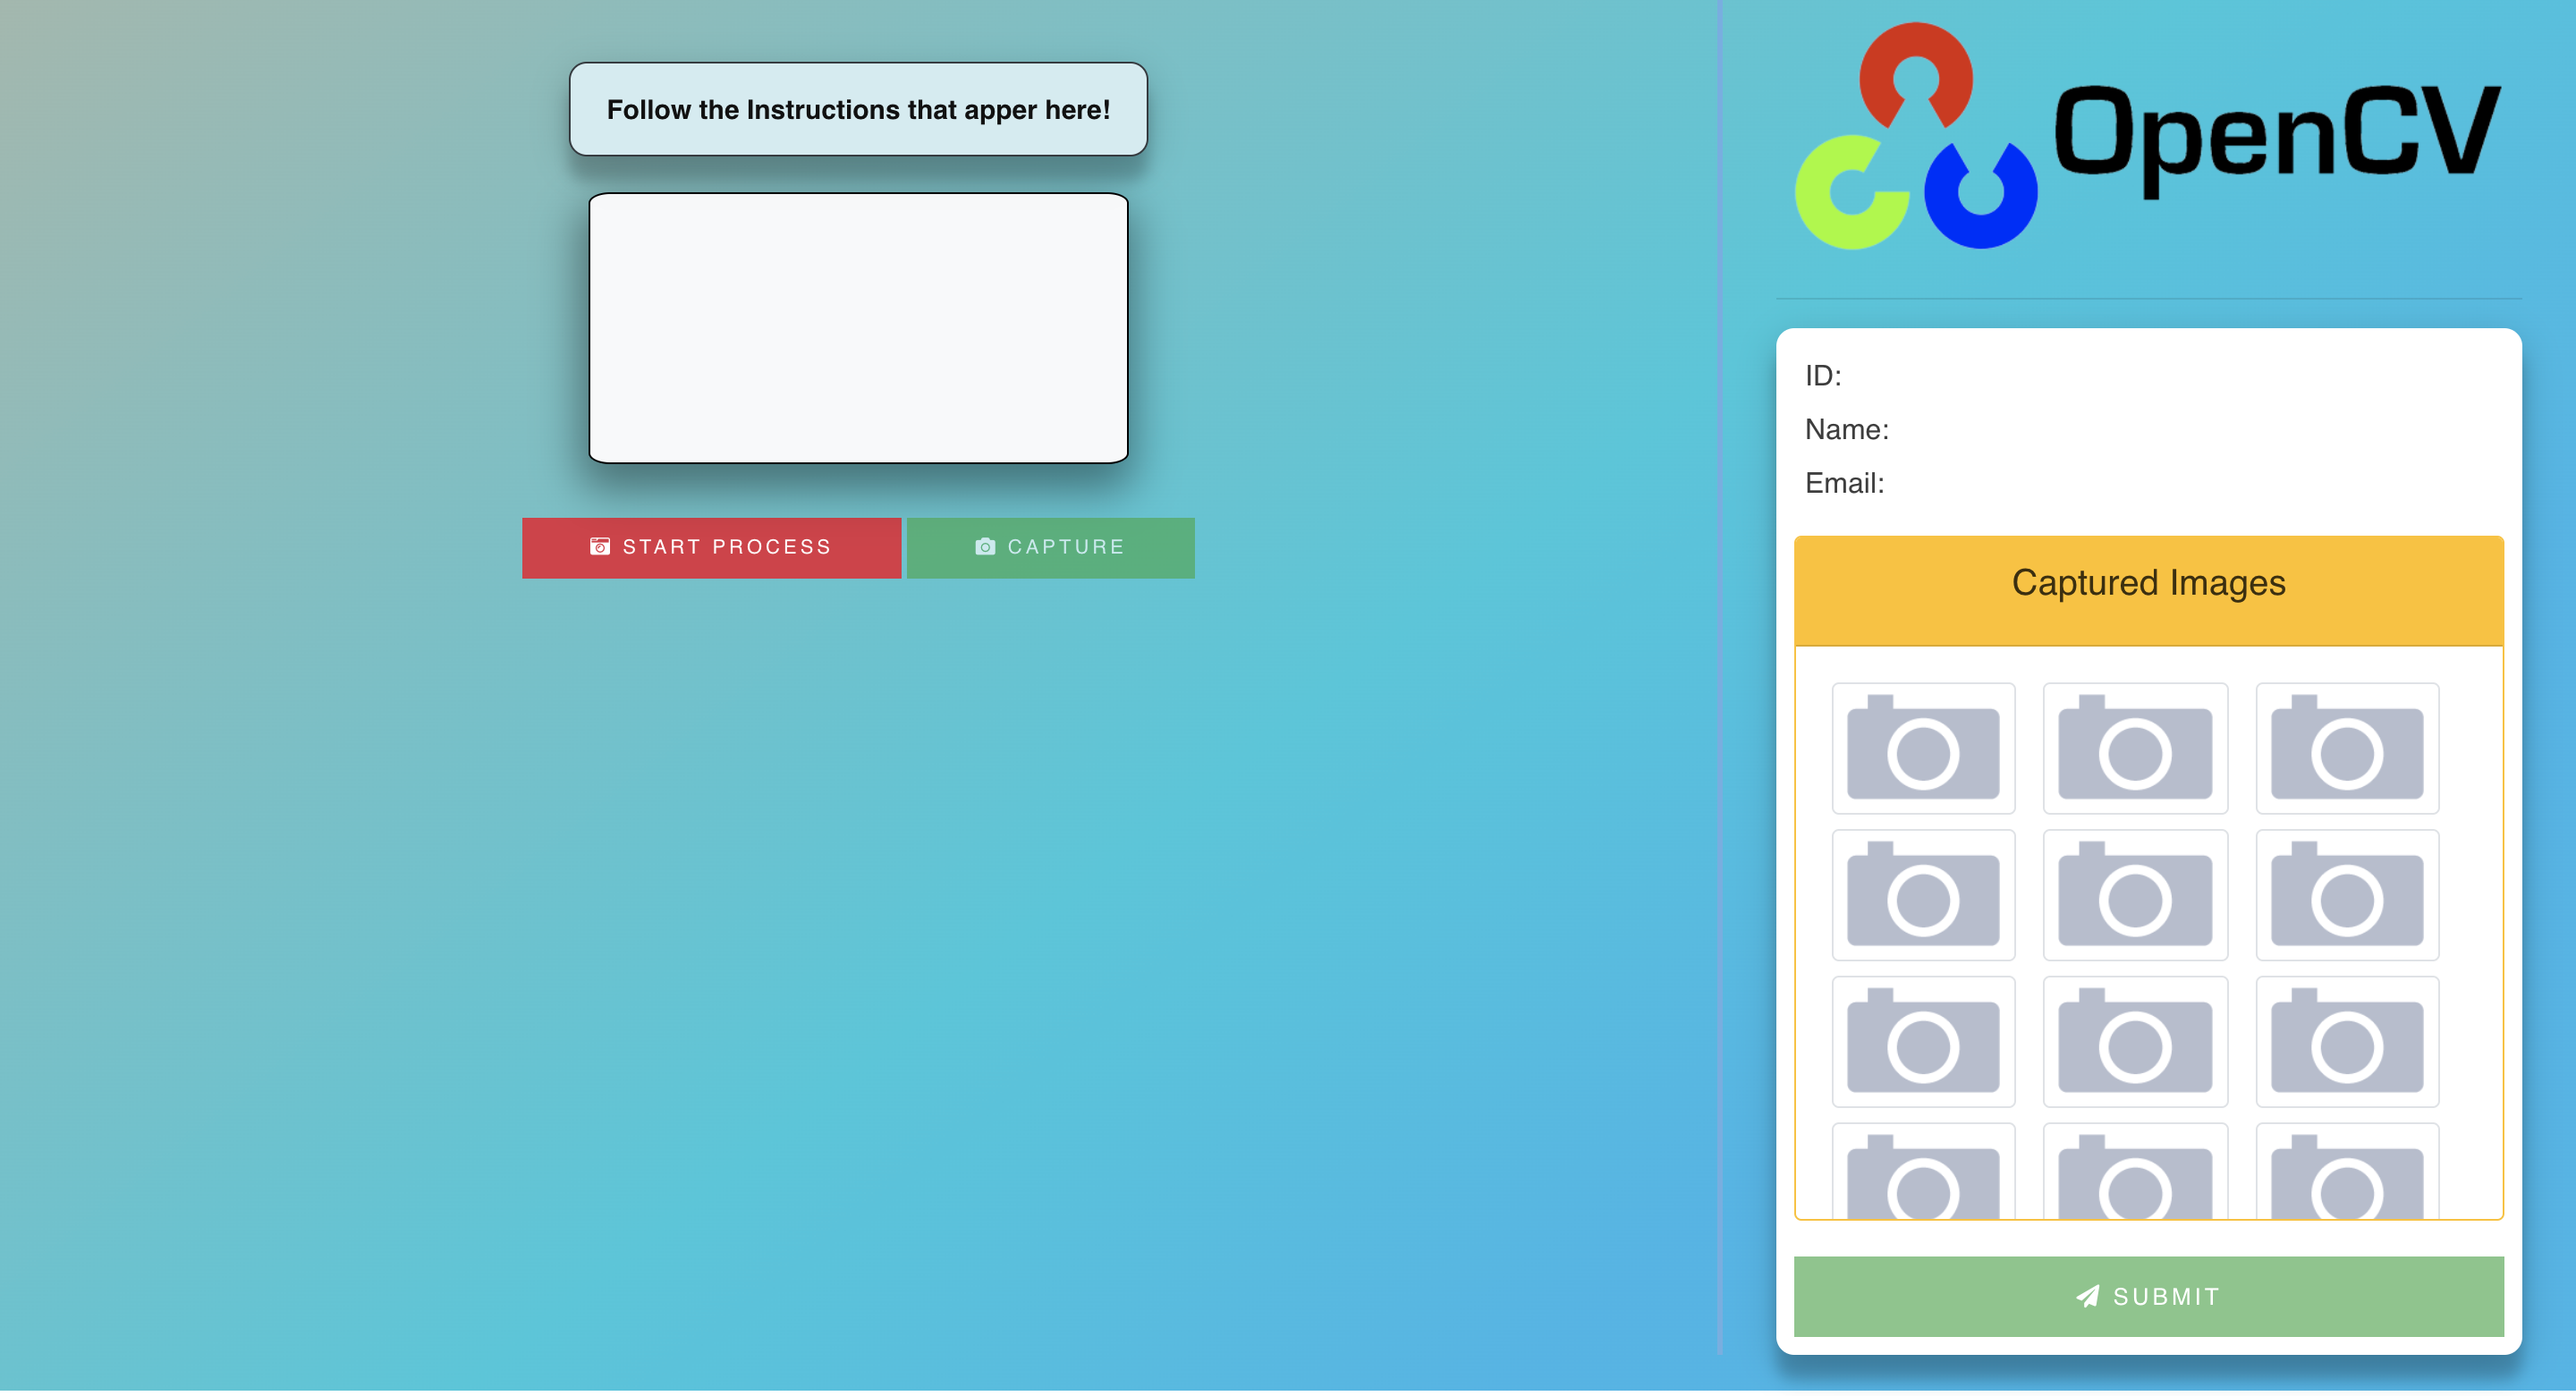 Follow the Instructions that apper here!
START PROCESS
CAPTURE
OpenCV
ID:
Name:
Email:
Captured Images
SUBMIT